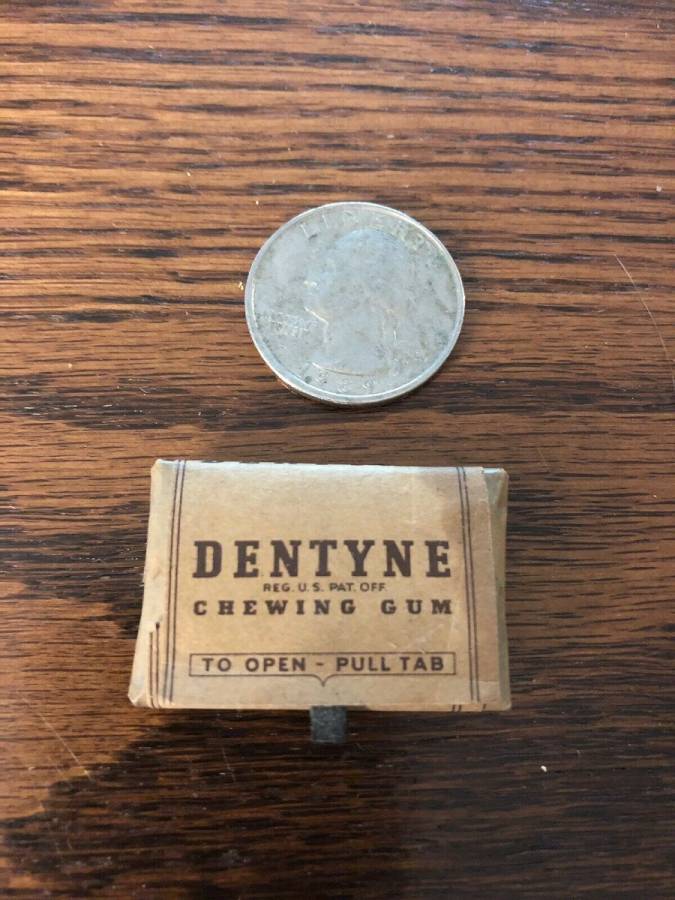 LIBERTY
DENTYNE
REG. U.S. PAT. OFF.
CHEWING GUM
TO OPEN - PULL TAB